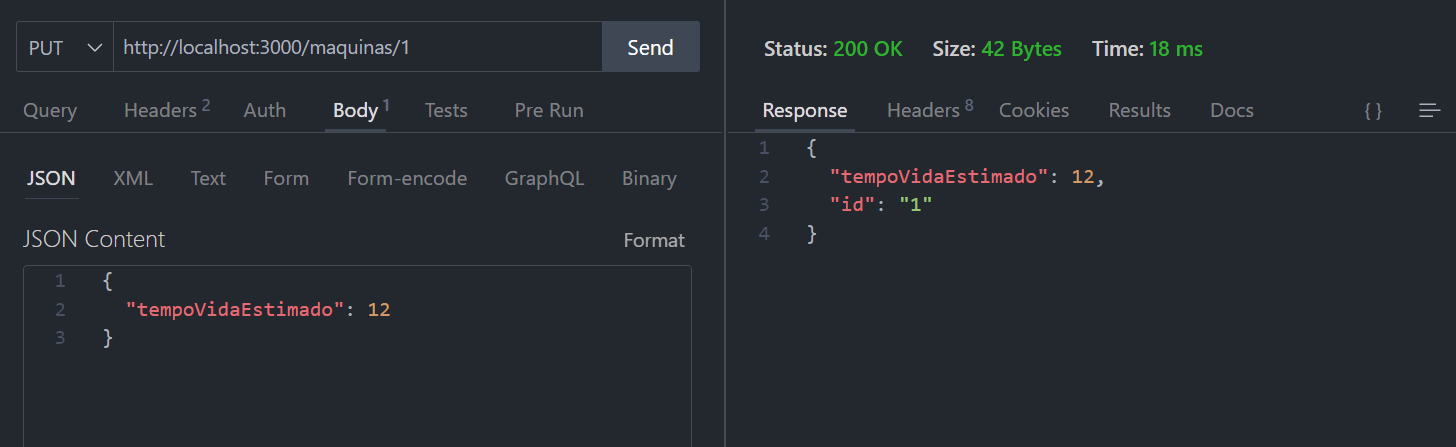 PUT http://localhost:3000/maquinas/1 Send
Query Headers 2 Auth Body 1 Tests Pre Run
JSON XML Text Form Form-encode GraphQL Binary
JSON Content Format
1 {
2 "tempoVidaEstimado": 12
3 }
Status: 200 OK Size: 42 Bytes Time: 18 ms
Response Headers 8 Cookies Results Docs { }
1 {
2 "tempoVidaEstimado": 12,
3 "id": "1"
4 }